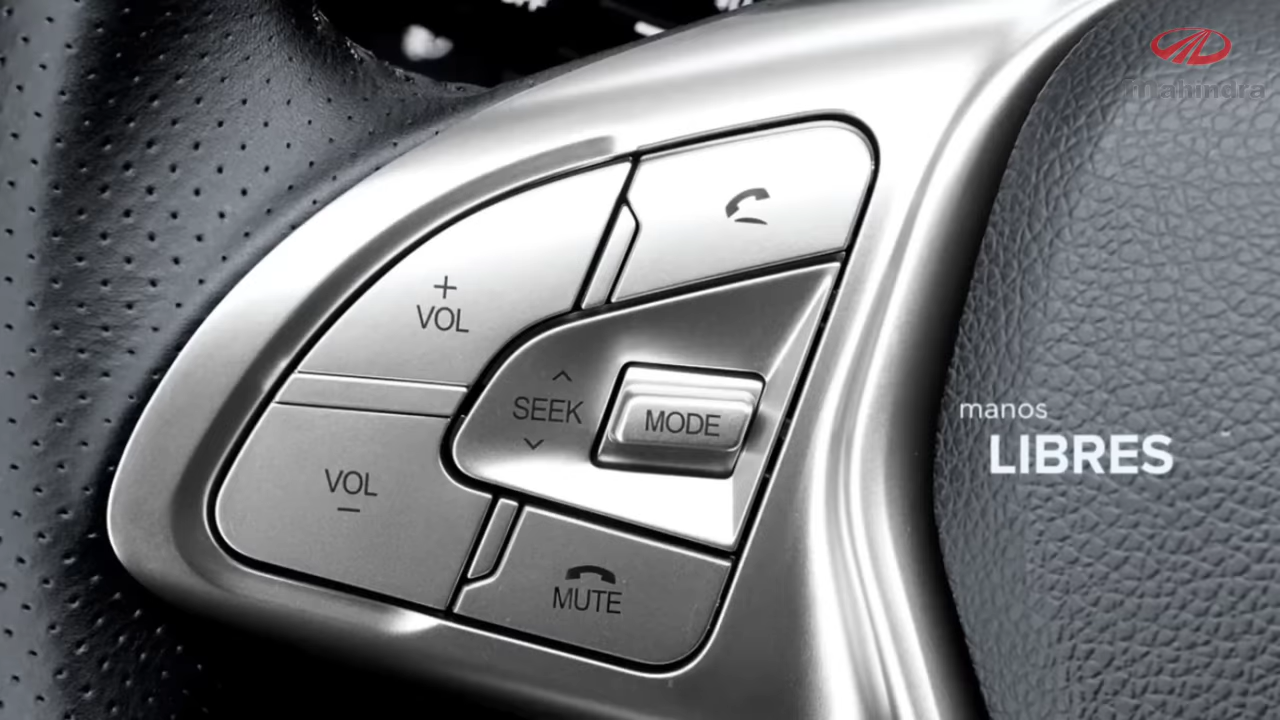 Mahindra
+
VOL
SEEK
MODE
manos
LIBRES
VOL
−
MUTE